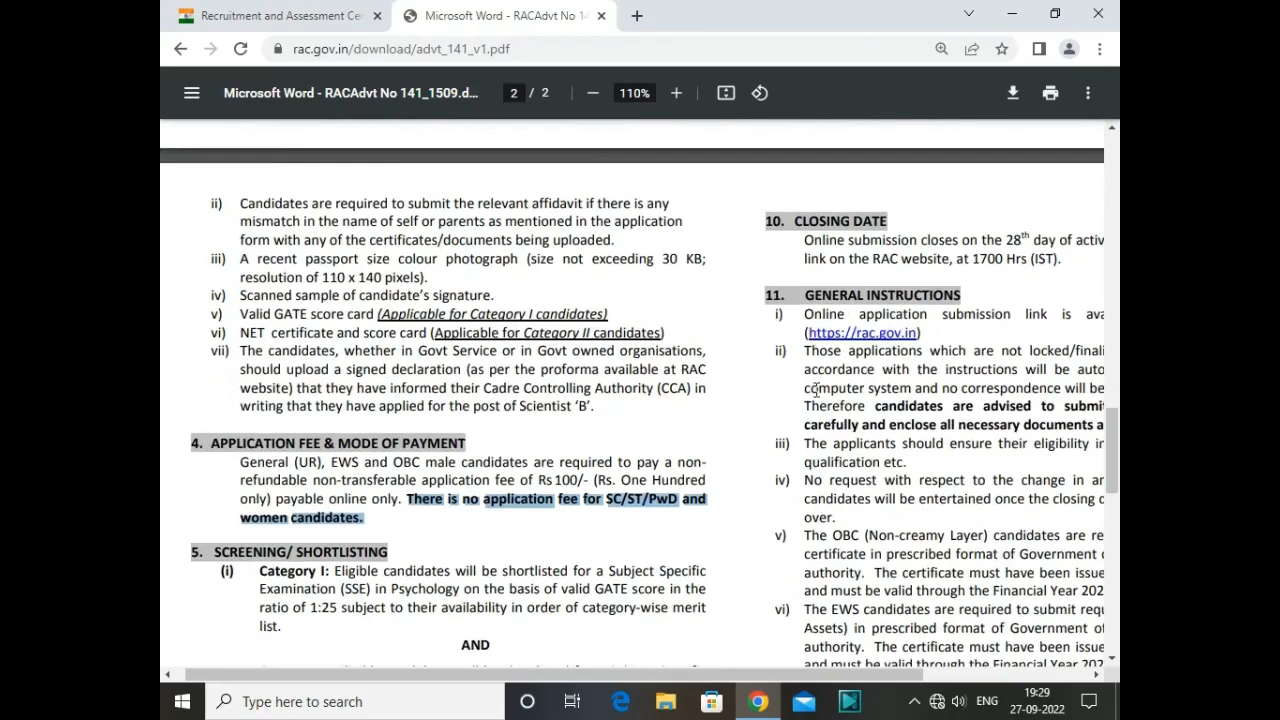 Recruitment and Assessment Ce
Microsoft Word - RACAdvt No 1
rac.gov.in/download/advt_141_v1.pdf
Microsoft Word - RACAdvt No 141_1509.d...
2 / 2
110%
ii) Candidates are required to submit the relevant affidavit if there is any
mismatch in the name of self or parents as mentioned in the application
form with any of the certificates/documents being uploaded.
iii) A recent passport size colour photograph (size not exceeding 30 KB;
resolution of 110 x 140 pixels).
iv) Scanned sample of candidate's signature.
v) Valid GATE score card (Applicable for Category I candidates)
vi) NET certificate and score card (Applicable for Category II candidates)
vii) The candidates, whether in Govt Service or in Govt owned organisations,
should upload a signed declaration (as per the proforma available at RAC
website) that they have informed their Cadre Controlling Authority (CCA) in
writing that they have applied for the post of Scientist 'B'.
4. APPLICATION FEE & MODE OF PAYMENT
General (UR), EWS and OBC male candidates are required to pay a non-
refundable non-transferable application fee of Rs 100/- (Rs. One Hundred
only) payable online only. There is no application fee for SC/ST/PwD and
women candidates.
5. SCREENING/ SHORTLISTING
(i) Category I: Eligible candidates will be shortlisted for a Subject Specific
Examination (SSE) in Psychology on the basis of valid GATE score in the
ratio of 1:25 subject to their availability in order of category-wise merit
list.
AND
10. CLOSING DATE
Online submission closes on the 28th day of activ
link on the RAC website, at 1700 Hrs (IST).
11. GENERAL INSTRUCTIONS
i) Online application submission link is ava
(https://rac.gov.in)
ii) Those applications which are not locked/finali
accordance with the instructions will be auto
computer system and no correspondence will be
Therefore candidates are advised to submit
carefully and enclose all necessary documents a
iii) The applicants should ensure their eligibility in
qualification etc.
iv) No request with respect to the change in an
candidates will be entertained once the closing d
over.
v) The OBC (Non-creamy Layer) candidates are re
certificate in prescribed format of Government o
authority. The certificate must have been issue
and must be valid through the Financial Year 202
vi) The EWS candidates are required to submit requ
Assets) in prescribed format of Government of
authority. The certificate must have been issue
and must be valid through the Financial Year 202
Type here to search
ENG
19:29
27-09-2022